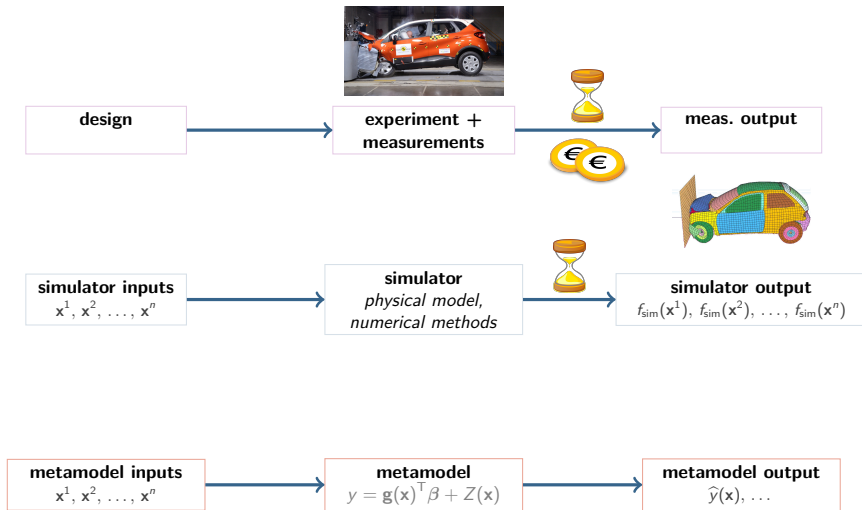 design
experiment +
measurements
meas. output
€
€
simulator inputs
x¹, x², …, xⁿ
simulator
physical model,
numerical methods
simulator output
f_sim(x¹), f_sim(x²), …, f_sim(xⁿ)
metamodel inputs
x¹, x², …, xⁿ
metamodel
y = g(x)ᵀβ + Z(x)
metamodel output
ŷ(x), …